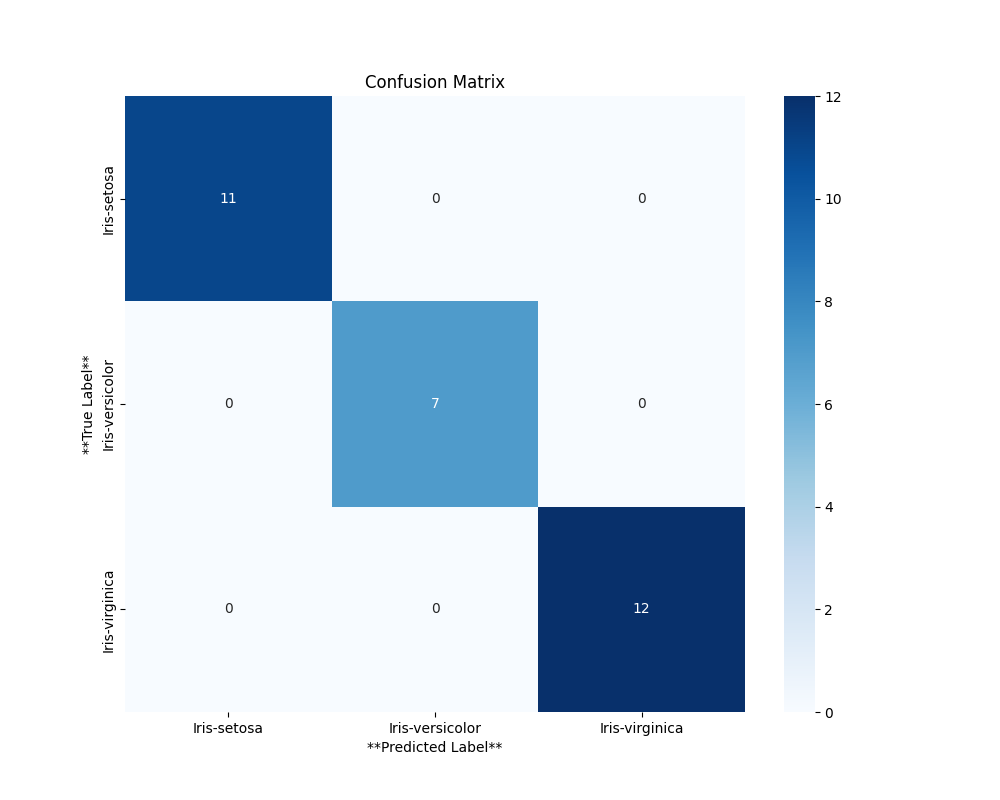 Confusion Matrix
**True Label**
Iris-setosa
11 0 0
Iris-versicolor
0 7 0
Iris-virginica
0 0 12
Iris-setosa Iris-versicolor Iris-virginica
**Predicted Label**
12
10
8
6
4
2
0